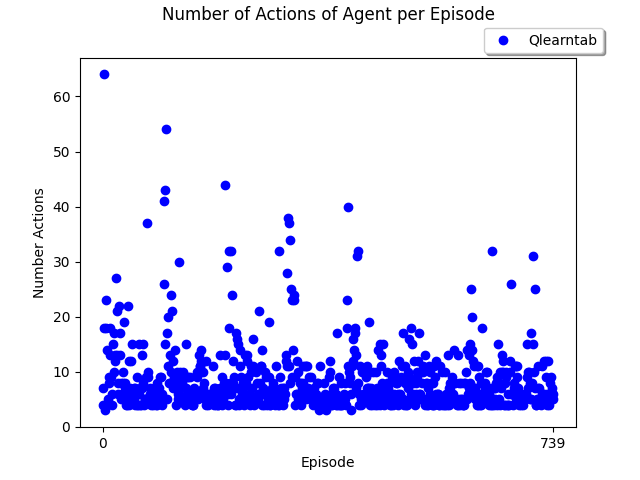 Number of Actions of Agent per Episode
Qlearntab
Number Actions
60
50
40
30
20
10
0
0
739
Episode